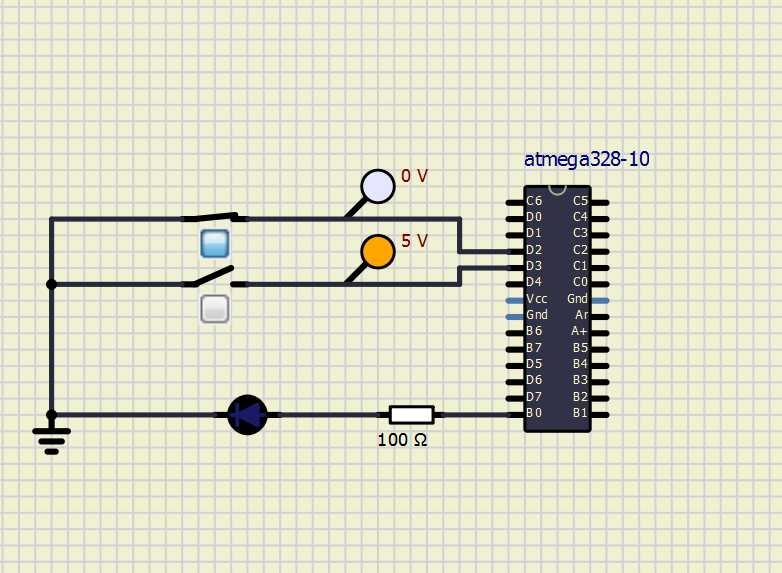 atmega328-10
0 V
5 V
C6 C5
D0 C4
D1 C3
D2 C2
D3 C1
D4 C0
Vcc Gnd
Gnd Ar
B6 A+
B7 B5
D5 B4
D6 B3
D7 B2
B0 B1
100 Ω